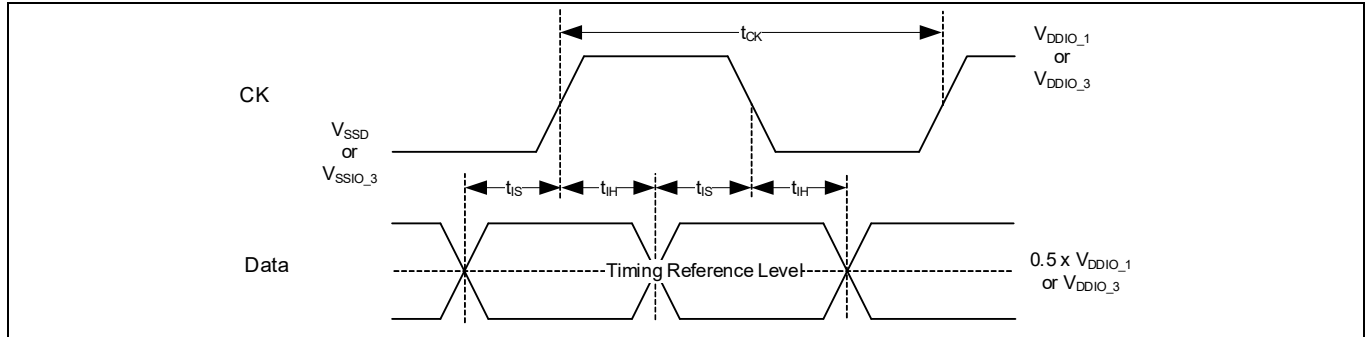 tCK
VDDIO_1
or
VDDIO_3
CK
VSSD
or
VSSIO_3
tIS
tIH
tIS
tIH
Data
Timing Reference Level
0.5 x VDDIO_1
or VDDIO_3